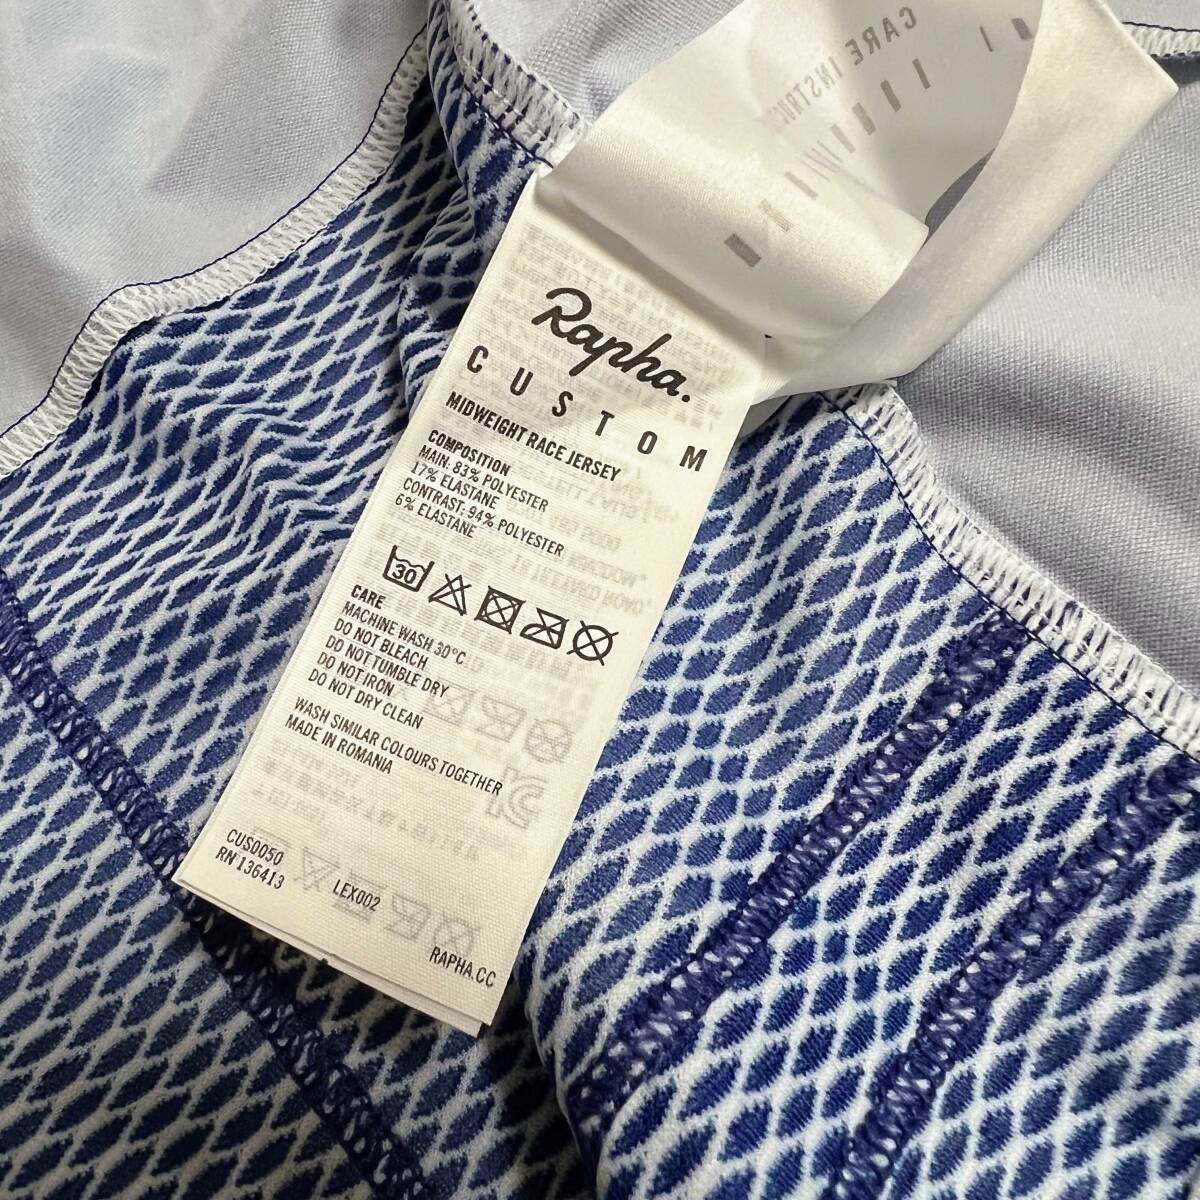 CARE
Rapha.
CUSTOM
MIDWEIGHT RACE JERSEY
COMPOSITION
MAIN: 83% POLYESTER
17% ELASTANE
CONTRAST: 94% POLYESTER
6% ELASTANE
30
CARE
MACHINE WASH 30°C
DO NOT BLEACH
DO NOT TUMBLE DRY
DO NOT IRON
DO NOT DRY CLEAN
WASH SIMILAR COLOURS TOGETHER
MADE IN ROMANIA
CUS0050
RN 136413
LEX002
RAPHA.CC